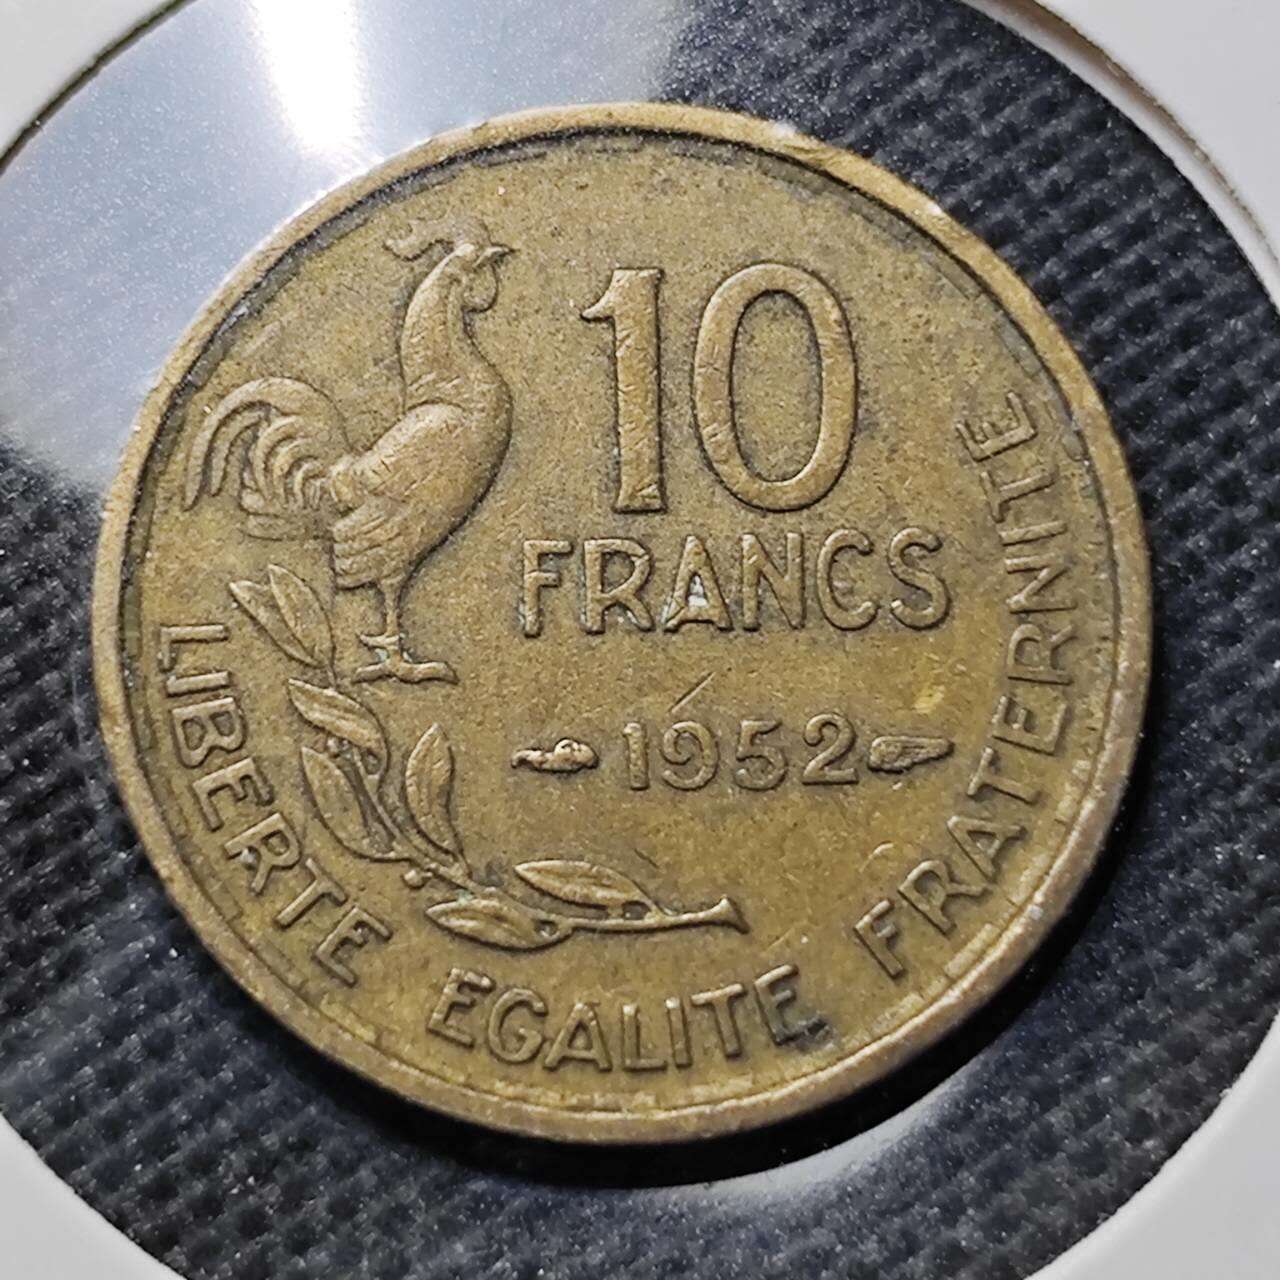 10
FRANCS
1952
LIBERTE EGALITE FRATERNITE